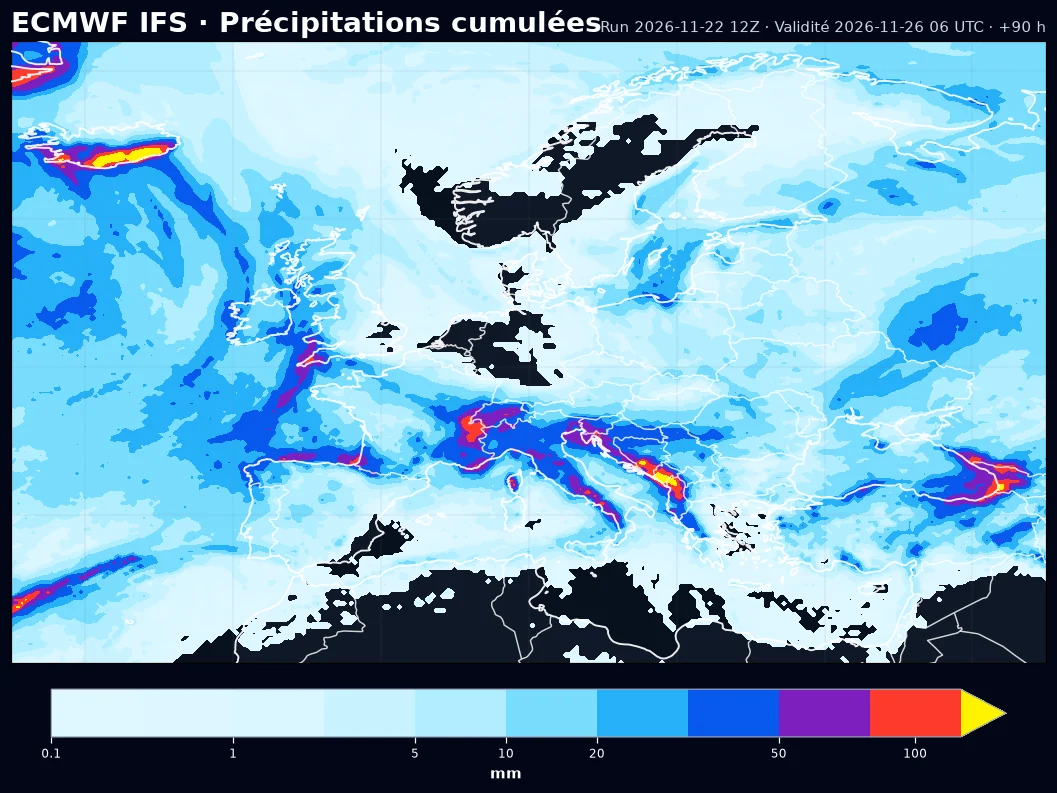 ECMWF IFS · Précipitations cumulées
Run 2026-11-22 12Z · Validité 2026-11-26 06 UTC · +90 h
0.1 1 5 10 20 50 100
mm